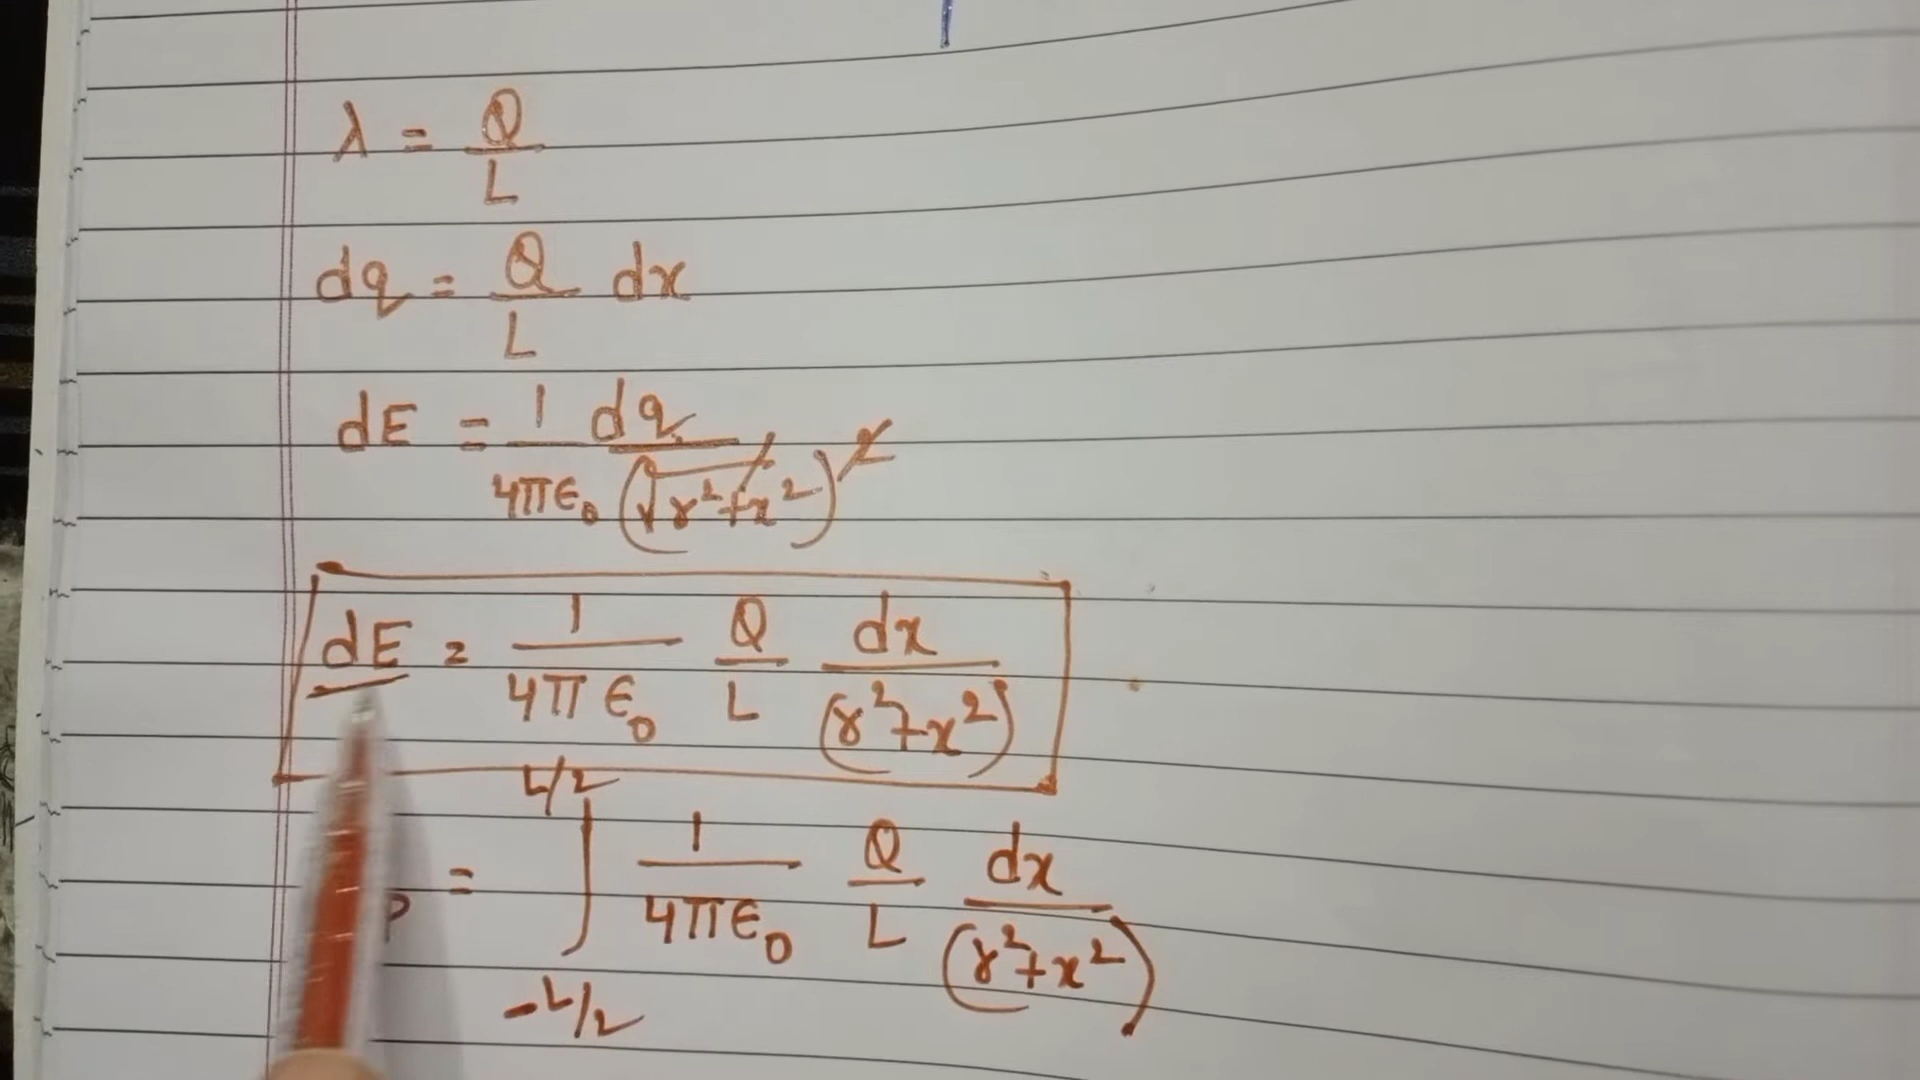 λ = Q/L
dq = Q/L dx
dE = 1/4πϵ₀ dq/(√r²+x²)²
dE = 1/4πϵ₀ Q/L dx/(r²+x²)
P = ∫_{-L/2}^{L/2} 1/4πϵ₀ Q/L dx/(r²+x²)